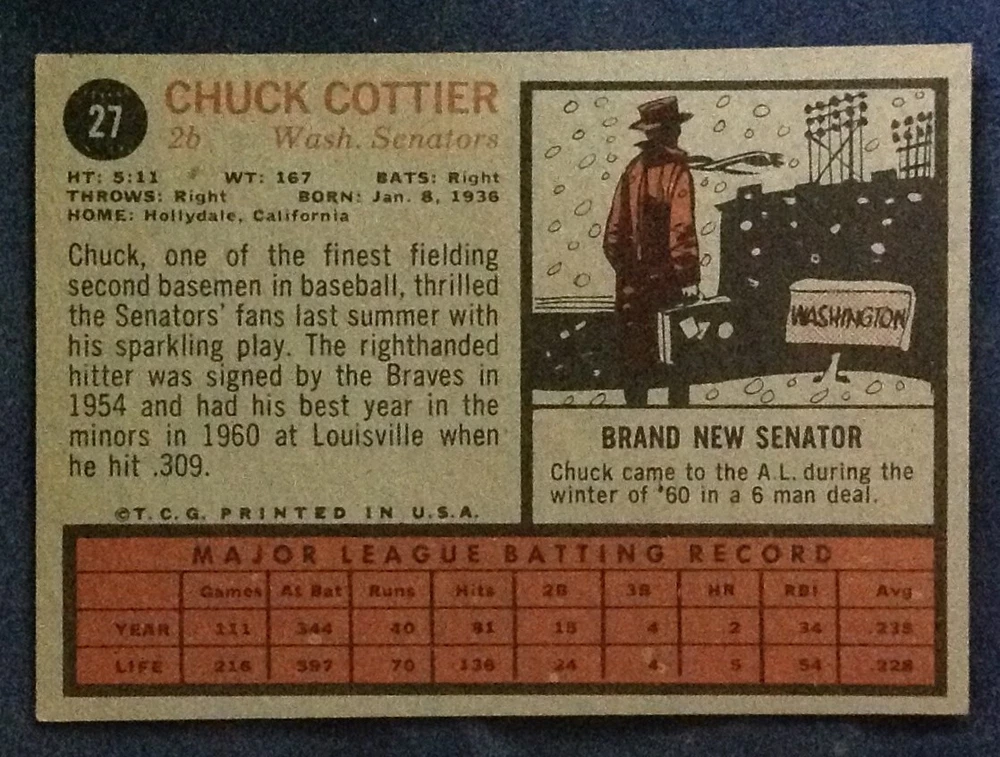 27
CHUCK COTTIER
2b Wash. Senators
HT: 5:11 WT: 167 BATS: Right
THROWS: Right BORN: Jan. 8, 1936
HOME: Hollydale, California
Chuck, one of the finest fielding
second basemen in baseball, thrilled
the Senators' fans last summer with
his sparkling play. The righthanded
hitter was signed by the Braves in
1954 and had his best year in the
minors in 1960 at Louisville when
he hit .309.
©T.C.G. PRINTED IN U.S.A.
WASHINGTON
BRAND NEW SENATOR
Chuck came to the A.L. during the
winter of '60 in a 6 man deal.
MAJOR LEAGUE BATTING RECORD
Games At Bat Runs Hits 2B 3B HR RBI Avg
YEAR 111 344 40 81 15 4 2 34 .235
LIFE 216 597 70 136 24 4 5 54 .228